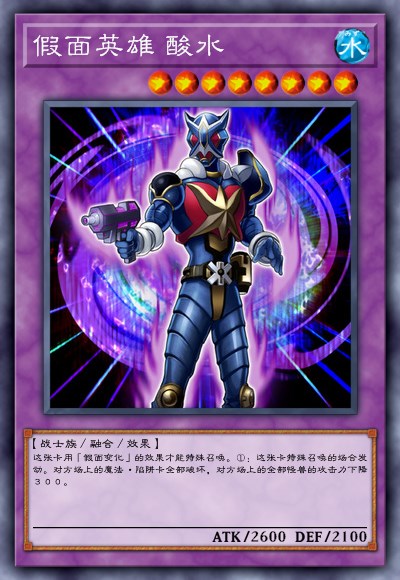 假面英雄 酸水
水
【战士族／融合／效果】
这张卡用「假面变化」的效果才能特殊召唤。①：这张卡特殊召唤的场合发
动。对方场上的魔法·陷阱卡全部破坏，对方场上的全部怪兽的攻击力下降
３００。
ATK/2600 DEF/2100